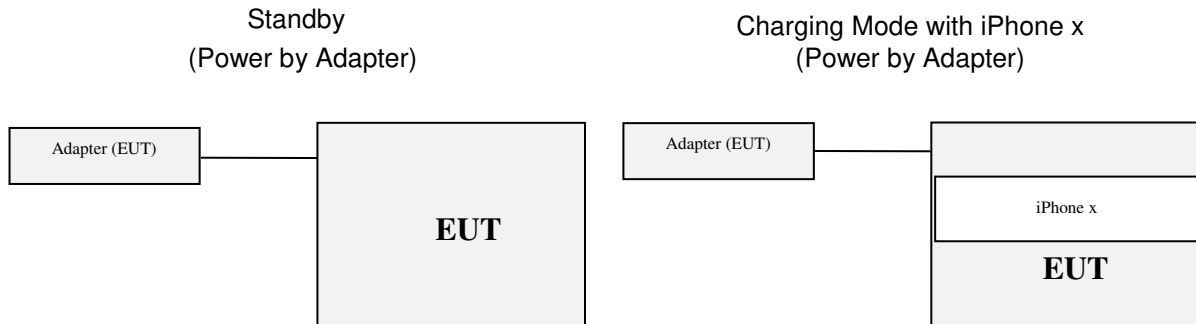 Standby
(Power by Adapter)
Adapter (EUT)
EUT
Charging Mode with iPhone x
(Power by Adapter)
Adapter (EUT)
iPhone x
EUT